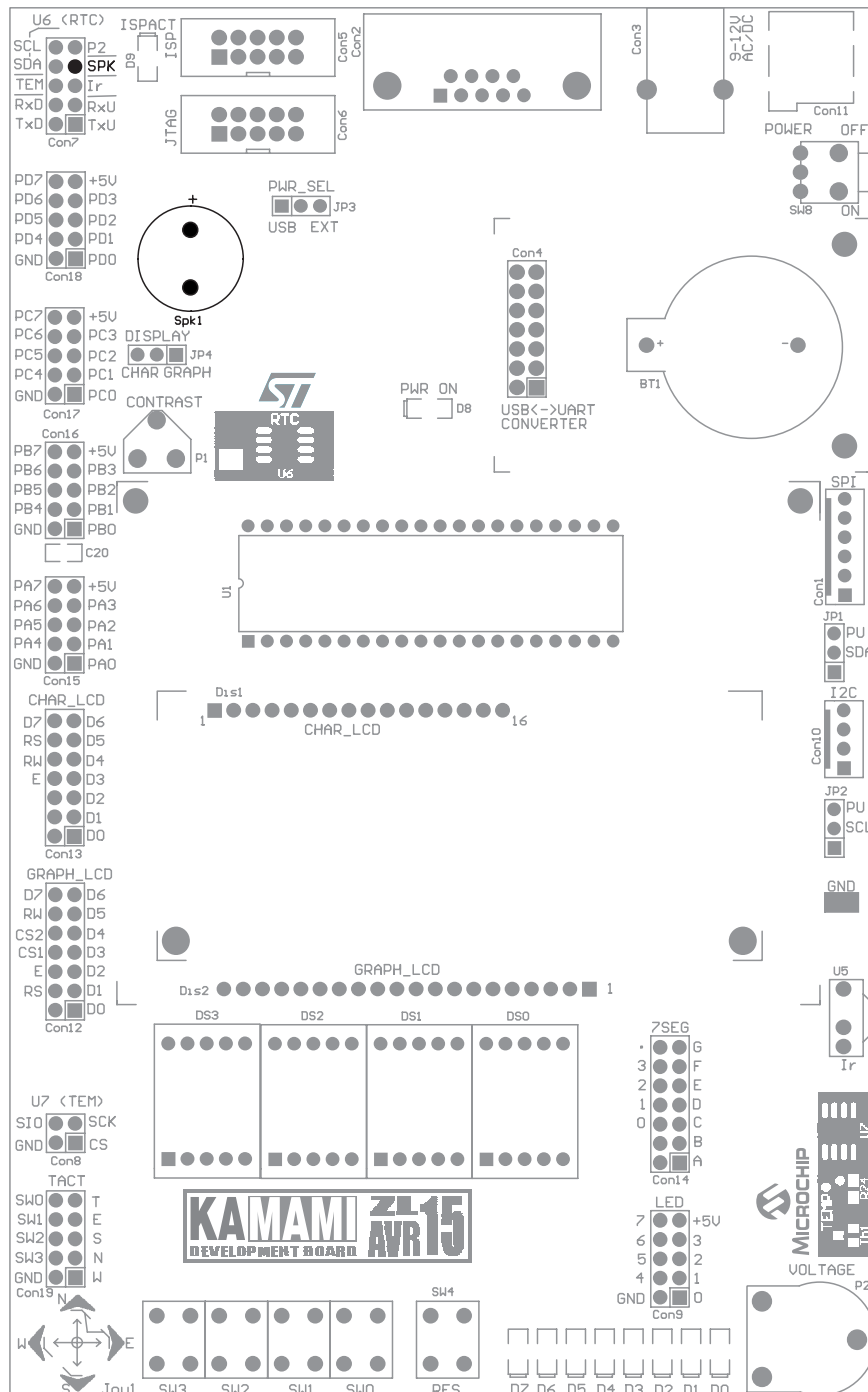 U6 (RTC)
SCL P2
SDA SPK
TEM Ir
RxD RxU
TxD TxU
Con7
ISPACT
D9
ISP
Con5
JTAG
Con6
Con2
Con3
9-12V
AC/DC
Con11
POWER OFF
SW8 ON
PD7 +5V
PD6 PD3
PD5 PD2
PD4 PD1
GND PD0
Con18
+
Spk1
PWR_SEL
JP3
USB EXT
Con4
USB<->UART
CONVERTER
+ -
BT1
PC7 +5V
PC6 PC3
PC5 PC2
PC4 PC1
GND PC0
Con17
DISPLAY
JP4
CHAR GRAPH
CONTRAST
P1
ST
RTC
U6
PWR ON
D8
Con16
PB7 +5V
PB6 PB3
PB5 PB2
PB4 PB1
GND PB0
C20
SPI
Con1
U1
PA7 +5V
PA6 PA3
PA5 PA2
PA4 PA1
GND PA0
Con15
JP1
PU
SDA
I2C
Con10
JP2
PU
SCL
GND
CHAR_LCD
D7 D6
RS D5
RW D4
E D3
D2
D1
D0
Con13
Dis1
1 16
CHAR_LCD
GRAPH_LCD
D7 D6
RW D5
CS2 D4
CS1 D3
E D2
RS D1
D0
Con12
GRAPH_LCD
Dis2 1
U5
Ir
DS3 DS2 DS1 DS0
7SEG
. G
3 F
2 E
1 D
0 C
B
A
Con14
U7 (TEM)
SIO SCK
GND CS
Con8
TACT
SW0 T
SW1 E
SW2 S
SW3 N
GND W
Con19
KAMAMI ZL
AVR 15
DEVELOPMENT BOARD
LED
7 +5V
6 3
5 2
4 1
GND 0
Con9
MICROCHIP
TEMP
U7
R24
TH1
VOLTAGE
P2
N
W E
S
Joy1
SW3 SW2 SW1 SW0
SW4
RES
D7 D6 D5 D4 D3 D2 D1 D0